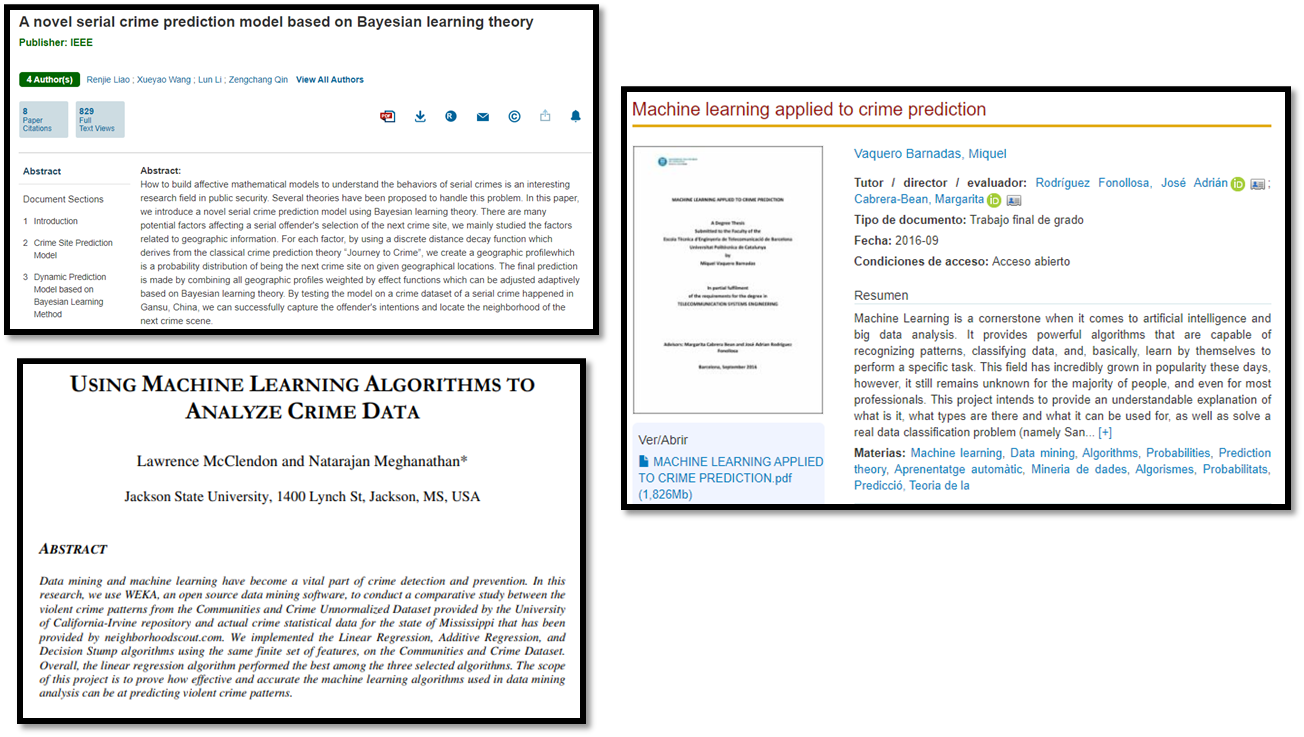 A novel serial crime prediction model based on Bayesian learning theory
Publisher: IEEE
4 Author(s) Renjie Liao ; Xueyao Wang ; Lun Li ; Zengchang Qin View All Authors
8
Paper
Citations
829
Full
Text Views
PDF
R
C
Abstract
Document Sections
1 Introduction
2 Crime Site Prediction
Model
3 Dynamic Prediction
Model based on
Bayesian Learning
Method
Abstract:
How to build affective mathematical models to understand the behaviors of serial crimes is an interesting
research field in public security. Several theories have been proposed to handle this problem. In this paper,
we introduce a novel serial crime prediction model using Bayesian learning theory. There are many
potential factors affecting a serial offender's selection of the next crime site, we mainly studied the factors
related to geographic information. For each factor, by using a discrete distance decay function which
derives from the classical crime prediction theory "Journey to Crime", we create a geographic profilewhich
is a probability distribution of being the next crime site on given geographical locations. The final prediction
is made by combining all geographic profiles weighted by effect functions which can be adjusted adaptively
based on Bayesian learning theory. By testing the model on a crime dataset of a serial crime happened in
Gansu, China, we can successfully capture the offender's intentions and locate the neighborhood of the
next crime scene.
USING MACHINE LEARNING ALGORITHMS TO
ANALYZE CRIME DATA
Lawrence McClendon and Natarajan Meghanathan*
Jackson State University, 1400 Lynch St, Jackson, MS, USA
ABSTRACT
Data mining and machine learning have become a vital part of crime detection and prevention. In this
research, we use WEKA, an open source data mining software, to conduct a comparative study between the
violent crime patterns from the Communities and Crime Unnormalized Dataset provided by the University
of California-Irvine repository and actual crime statistical data for the state of Mississippi that has been
provided by neighborhoodscout.com. We implemented the Linear Regression, Additive Regression, and
Decision Stump algorithms using the same finite set of features, on the Communities and Crime Dataset.
Overall, the linear regression algorithm performed the best among the three selected algorithms. The scope
of this project is to prove how effective and accurate the machine learning algorithms used in data mining
analysis can be at predicting violent crime patterns.
Machine learning applied to crime prediction
MACHINE LEARNING APPLIED TO CRIME PREDICTION
A Degree Thesis
Submitted to the Faculty of the
Escola Tècnica d'Enginyeria de Telecomunicació de Barcelona
Universitat Politècnica de Catalunya
by
Miquel Vaquero Barnadas
In partial fulfilment
of the requirements for the degree in
TELECOMMUNICATION SYSTEMS ENGINEERING
Advisors: Margarita Cabrera Bean and José Adrian Rodríguez
Fonollosa
Barcelona, September 2016
Ver/Abrir
MACHINE LEARNING APPLIED
TO CRIME PREDICTION.pdf
(1,826Mb)
Vaquero Barnadas, Miquel
Tutor / director / evaluador: Rodríguez Fonollosa, José Adrián iD ;
Cabrera-Bean, Margarita iD
Tipo de documento: Trabajo final de grado
Fecha: 2016-09
Condiciones de acceso: Acceso abierto
Resumen
Machine Learning is a cornerstone when it comes to artificial intelligence and
big data analysis. It provides powerful algorithms that are capable of
recognizing patterns, classifying data, and, basically, learn by themselves to
perform a specific task. This field has incredibly grown in popularity these days,
however, it still remains unknown for the majority of people, and even for most
professionals. This project intends to provide an understandable explanation of
what is it, what types are there and what it can be used for, as well as solve a
real data classification problem (namely San... [+]
Materias: Machine learning, Data mining, Algorithms, Probabilities, Prediction
theory, Aprenentatge automàtic, Mineria de dades, Algorismes, Probabilitats,
Predicció, Teoria de la